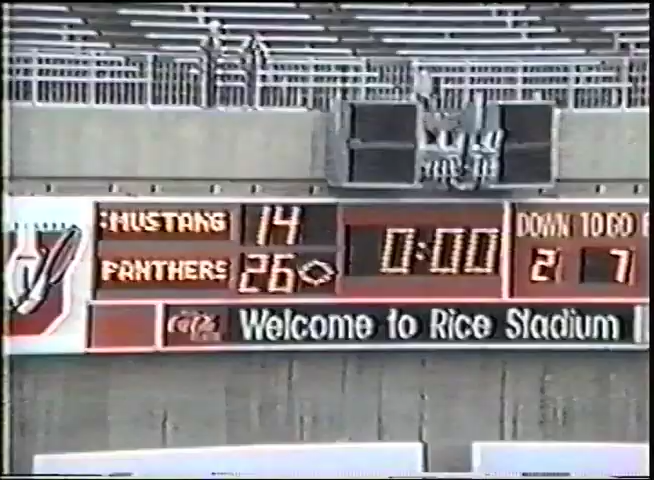 :MUSTANG 14 0:00 DOWN TO GO
PANTHERS 26 2 7
Welcome to Rice Stadium